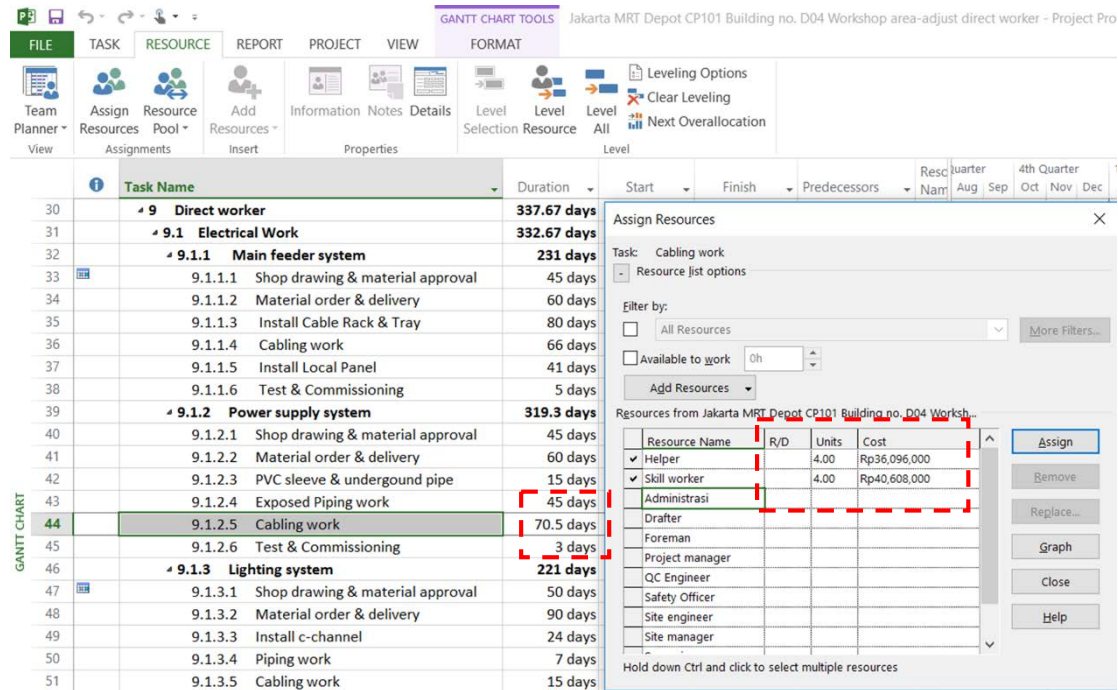 GANTT CHART TOOLS Jakarta MRT Depot CP101 Building no. D04 Workshop area-adjust direct worker - Project Pro
FILE TASK RESOURCE REPORT PROJECT VIEW FORMAT
Team Planner
Assign Resources
Resource Pool
Add Resources
Information Notes Details
Level Selection
Level Resource
Level All
Leveling Options
Clear Leveling
Next Overallocation
View Assignments Insert Properties Level
Task Name Duration Start Finish Predecessors Resc Nam
Quarter 4th Quarter
Aug Sep Oct Nov Dec
30 9 Direct worker 337.67 days
31 9.1 Electrical Work 332.67 days
32 9.1.1 Main feeder system 231 days
33 9.1.1.1 Shop drawing & material approval 45 days
34 9.1.1.2 Material order & delivery 60 days
35 9.1.1.3 Install Cable Rack & Tray 80 days
36 9.1.1.4 Cabling work 66 days
37 9.1.1.5 Install Local Panel 41 days
38 9.1.1.6 Test & Commissioning 5 days
39 9.1.2 Power supply system 319.3 days
40 9.1.2.1 Shop drawing & material approval 45 days
41 9.1.2.2 Material order & delivery 60 days
42 9.1.2.3 PVC sleeve & undergound pipe 15 days
43 9.1.2.4 Exposed Piping work 45 days
44 9.1.2.5 Cabling work 70.5 days
45 9.1.2.6 Test & Commissioning 3 days
46 9.1.3 Lighting system 221 days
47 9.1.3.1 Shop drawing & material approval 50 days
48 9.1.3.2 Material order & delivery 90 days
49 9.1.3.3 Install c-channel 24 days
50 9.1.3.4 Piping work 7 days
51 9.1.3.5 Cabling work 15 days
GANTT CHART
Assign Resources
Task: Cabling work
- Resource list options
Filter by:
All Resources More Filters...
Available to work 0h
Add Resources
Resources from Jakarta MRT Depot CP101 Building no. D04 Worksh...
Resource Name R/D Units Cost
Helper 4.00 Rp36,096,000
Skill worker 4.00 Rp40,608,000
Administrasi
Drafter
Foreman
Project manager
QC Engineer
Safety Officer
Site engineer
Site manager
Assign
Remove
Replace...
Graph
Close
Help
Hold down Ctrl and click to select multiple resources